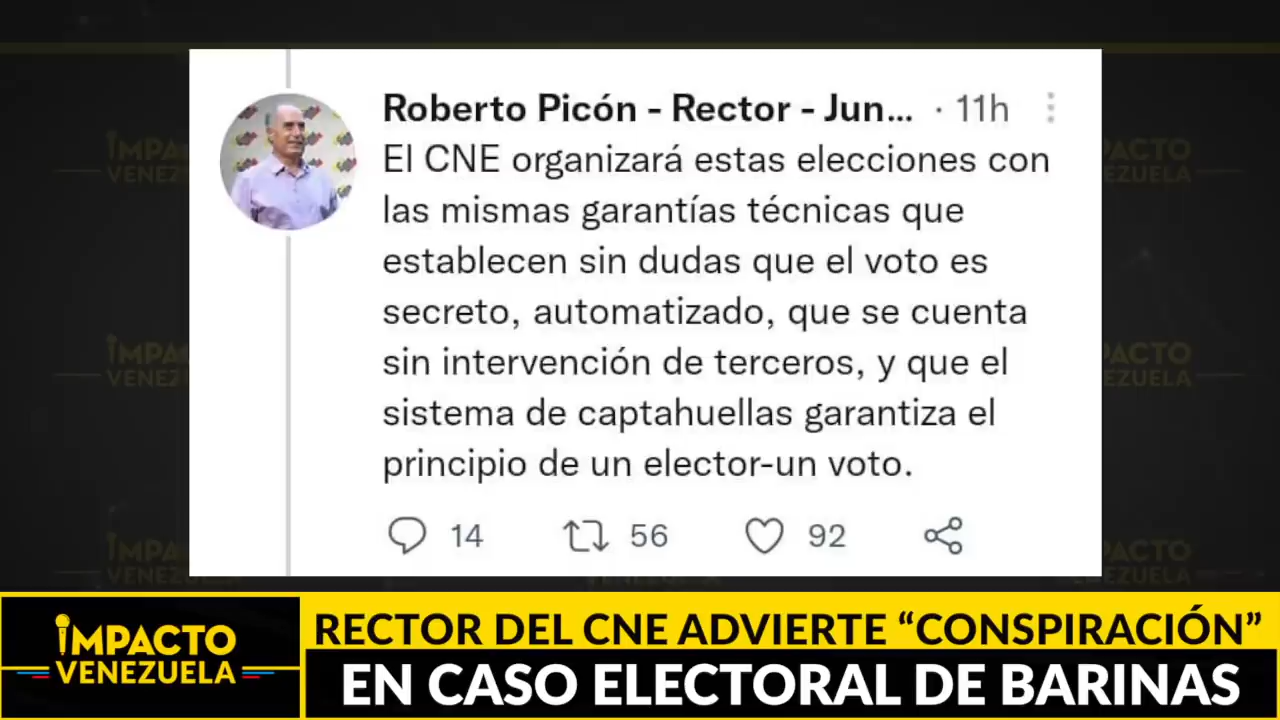 Roberto Picón - Rector - Jun... · 11h
El CNE organizará estas elecciones con
las mismas garantías técnicas que
establecen sin dudas que el voto es
secreto, automatizado, que se cuenta
sin intervención de terceros, y que el
sistema de captahuellas garantiza el
principio de un elector-un voto.
14 56 92
IMPACTO
VENEZUELA
RECTOR DEL CNE ADVIERTE “CONSPIRACIÓN”
EN CASO ELECTORAL DE BARINAS